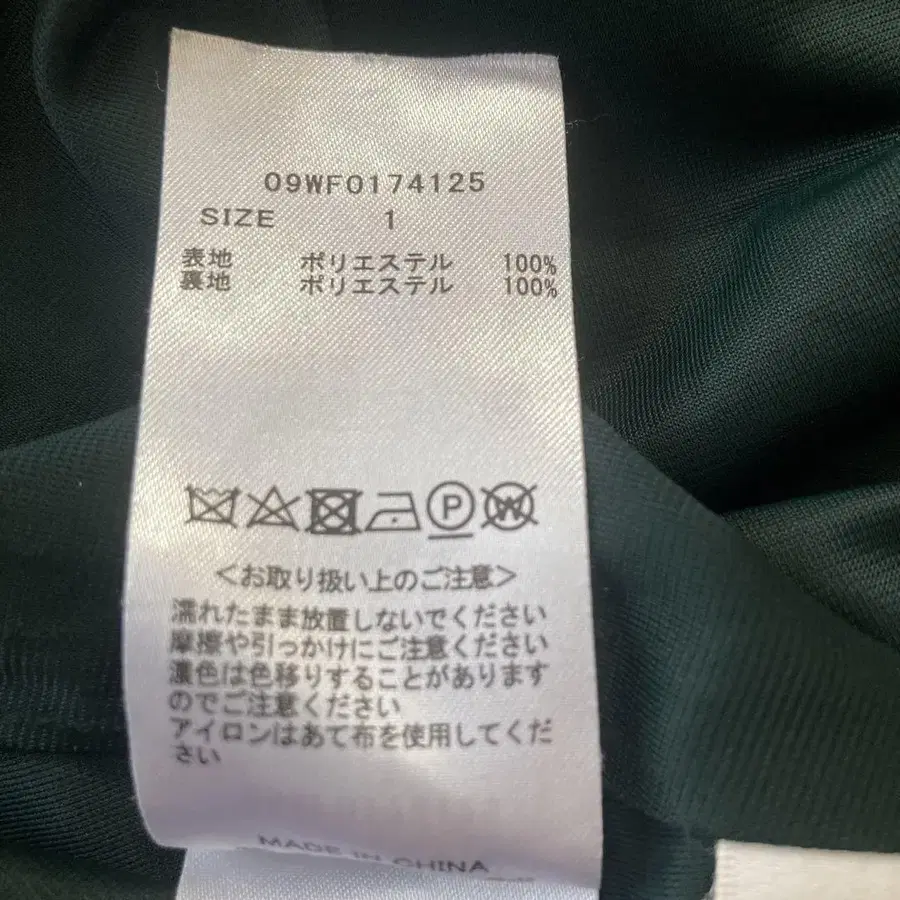 09WF0174125
SIZE 1
表地 ポリエステル 100%
裏地 ポリエステル 100%
P W
<お取り扱い上のご注意>
濡れたまま放置しないでください
摩擦や引っかけにご注意ください
濃色は色移りすることがあります
のでご注意ください
アイロンはあて布を使用してくだ
さい
MADE IN CHINA